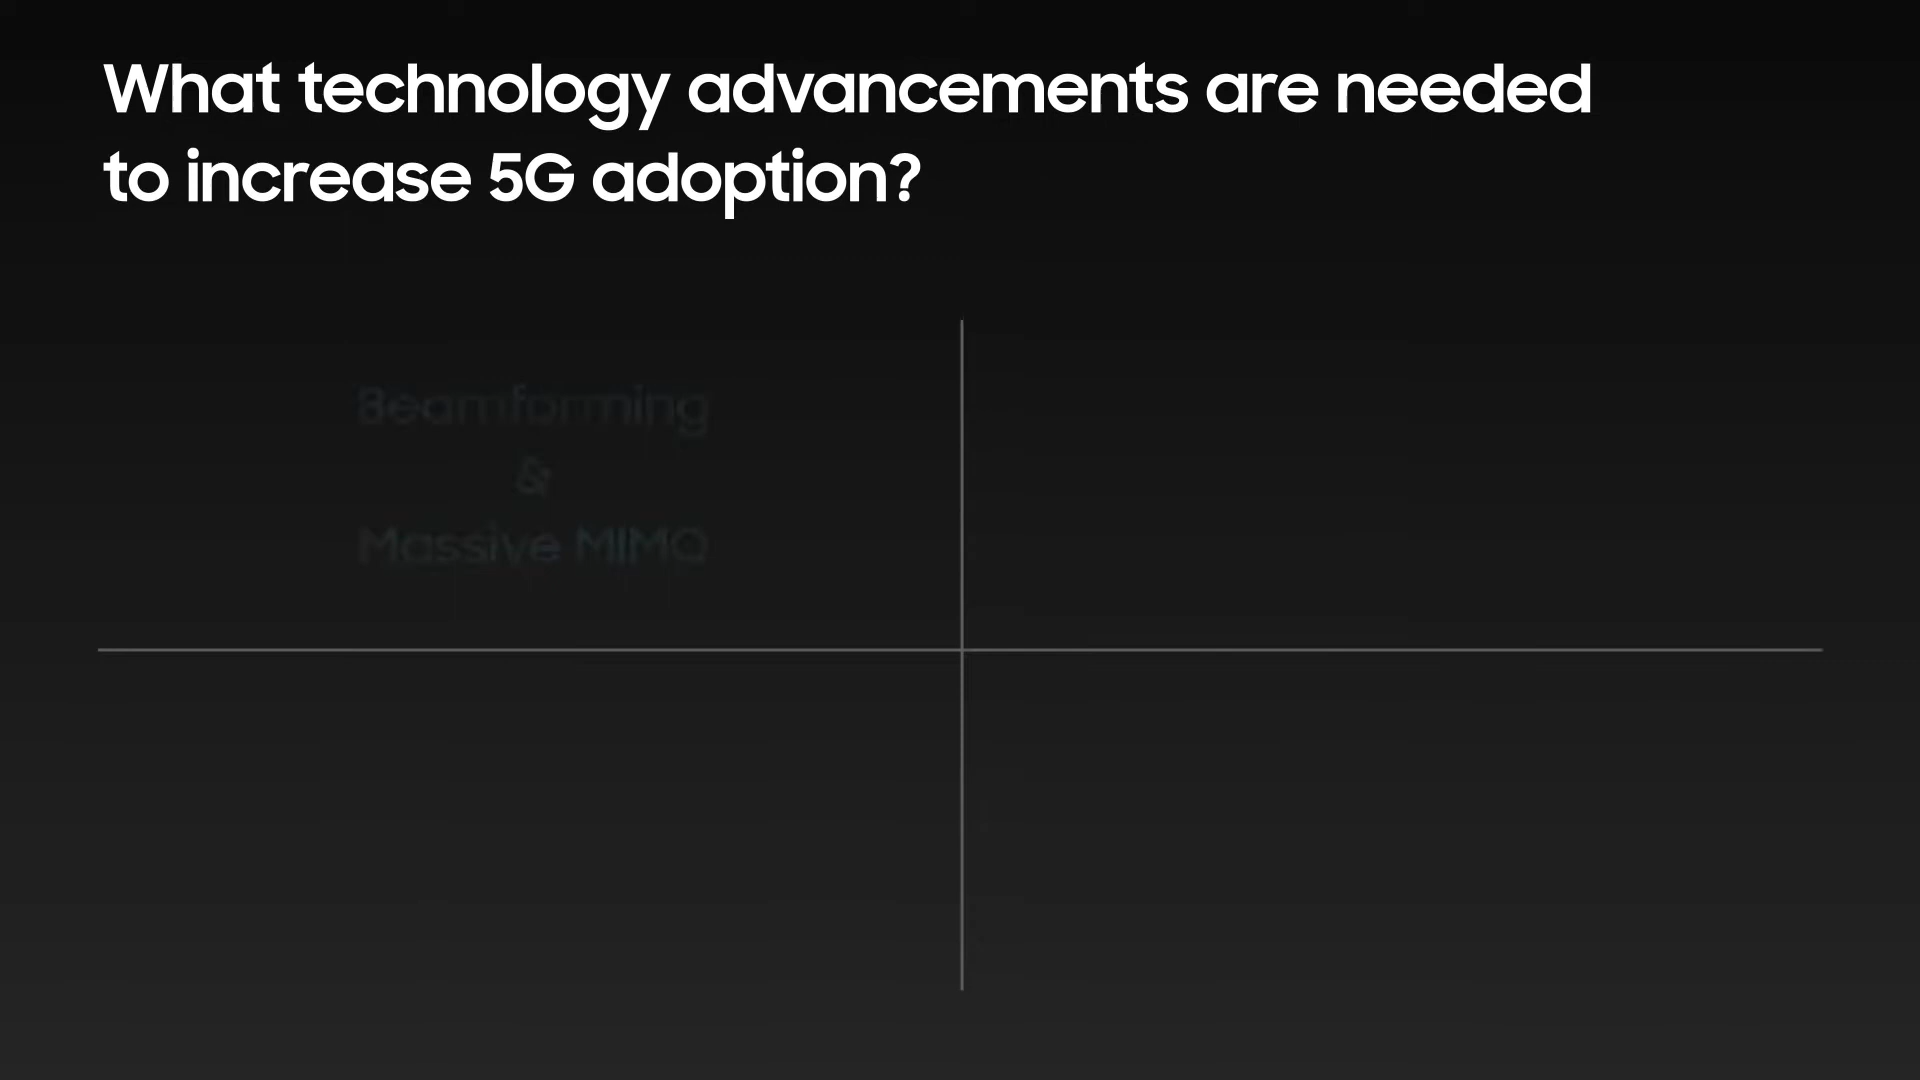 What technology advancements are needed
to increase 5G adoption?
Beamforming
&
Massive MIMO